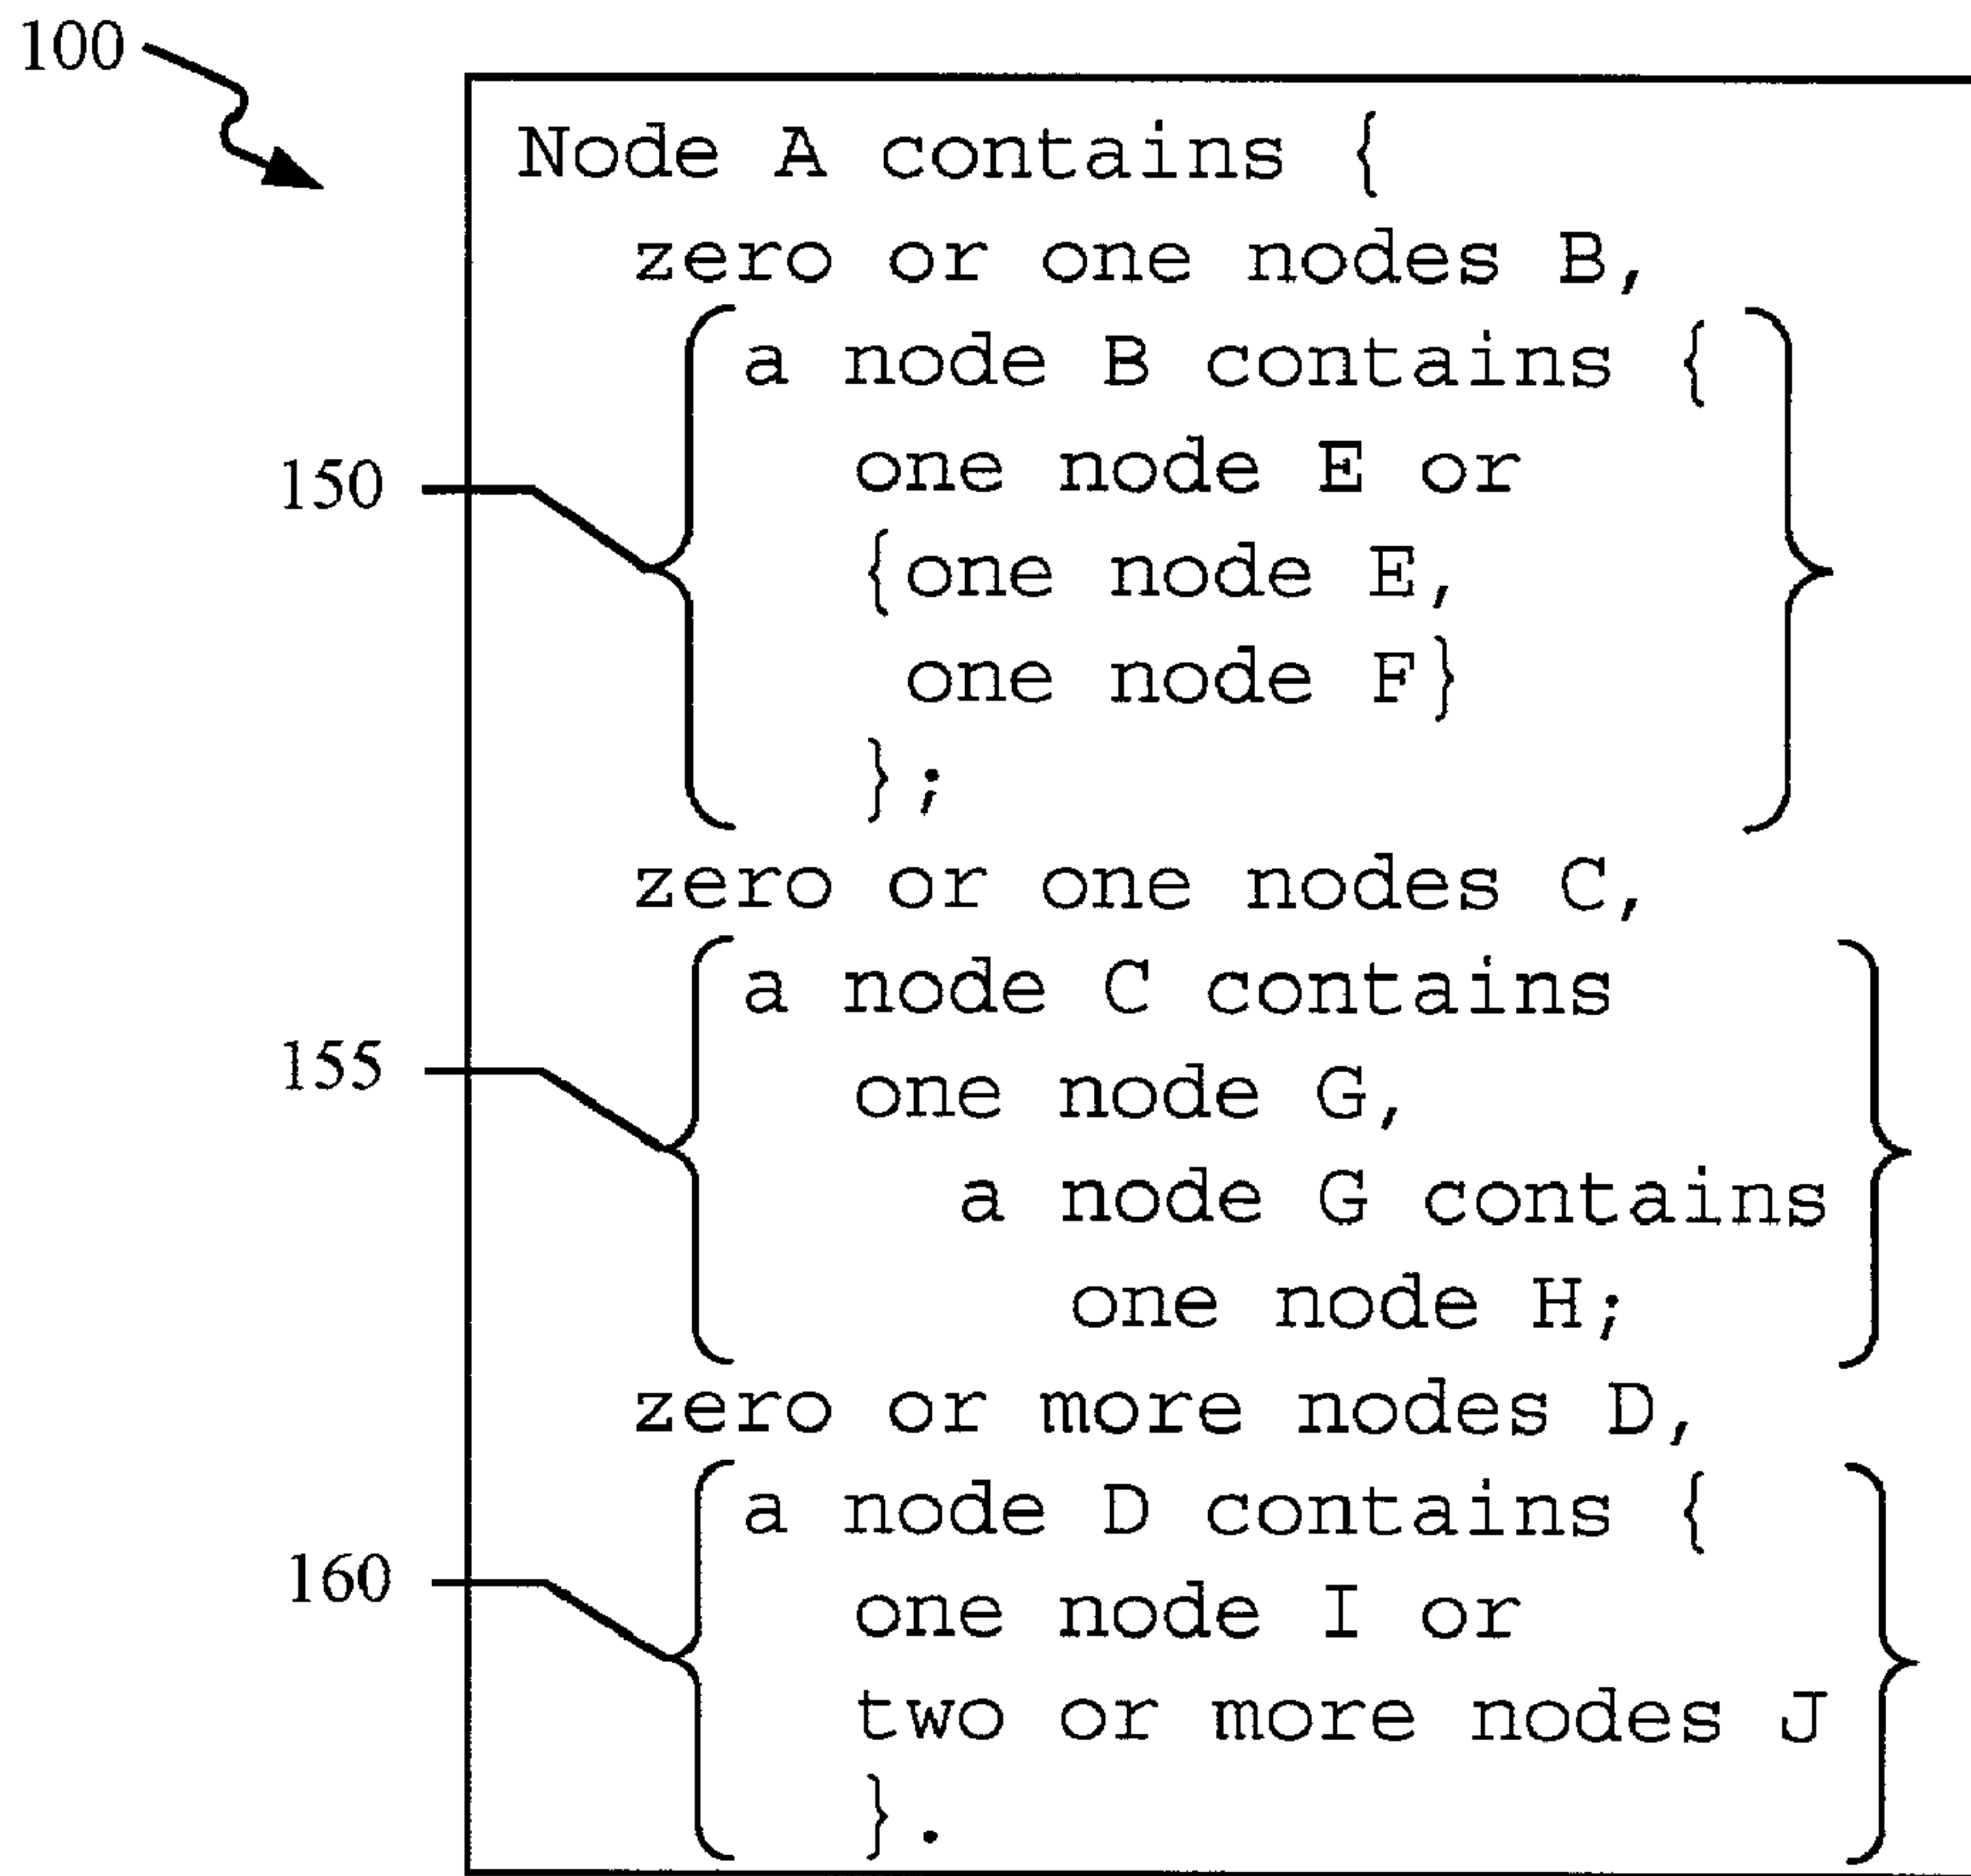 100
Node A contains {
zero or one nodes B,
a node B contains {
150
one node E or
{one node E,
one node F}
};
zero or one nodes C,
a node C contains
155
one node G,
a node G contains
one node H;
zero or more nodes D,
a node D contains {
160
one node I or
two or more nodes J
}.